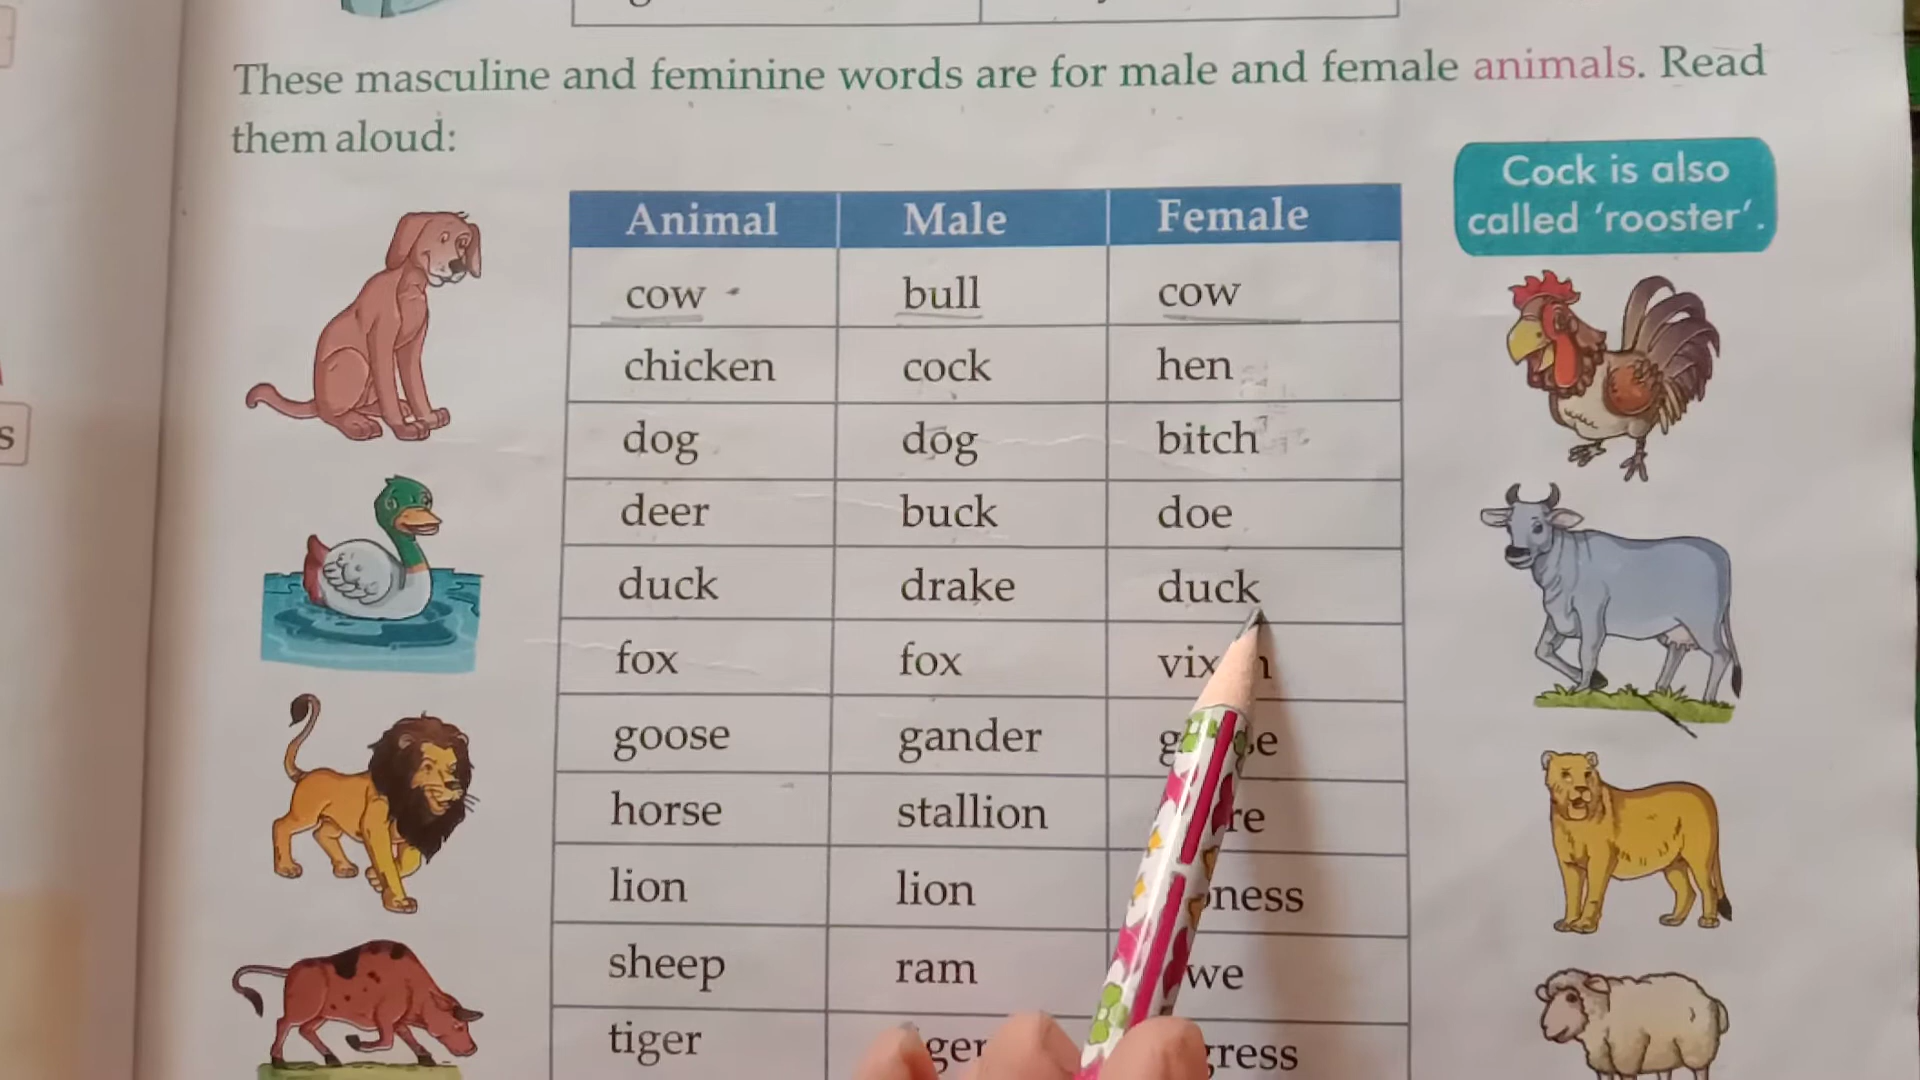 These masculine and feminine words are for male and female animals. Read
them aloud:
Cock is also
called ‘rooster’.
Animal Male Female
cow bull cow
chicken cock hen
dog dog bitch
deer buck doe
duck drake duck
fox fox
goose gander
horse stallion
lion lion
sheep ram
tiger